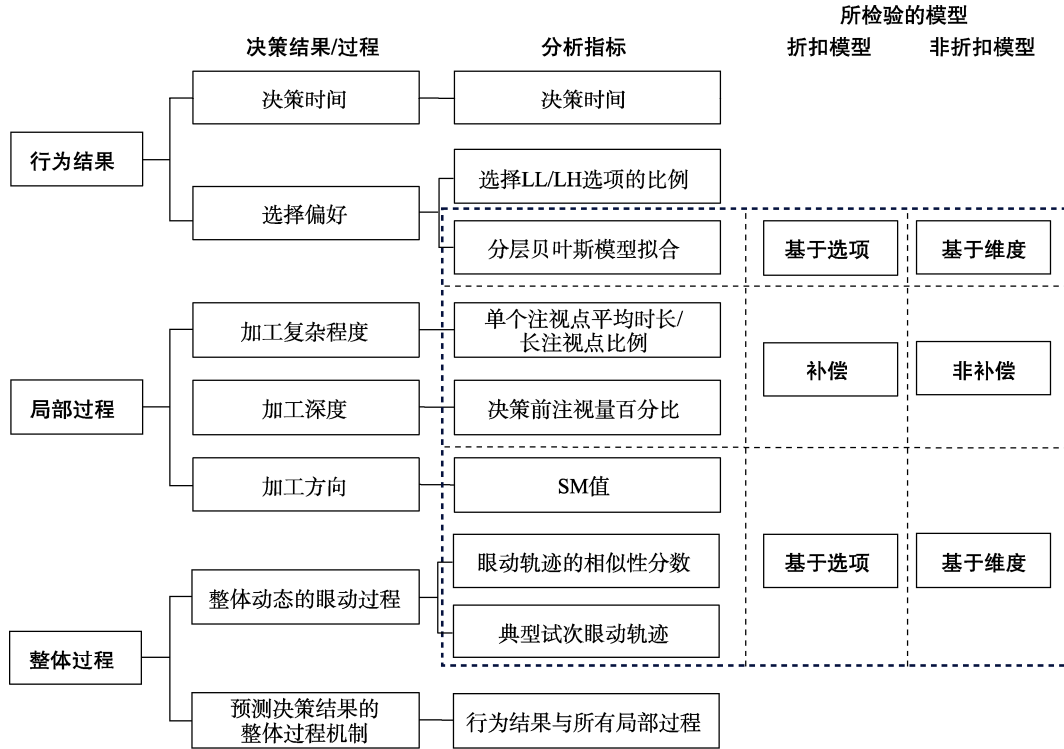 所检验的模型
决策结果/过程
分析指标
折扣模型
非折扣模型
行为结果
决策时间
决策时间
选择偏好
选择LL/LH选项的比例
分层贝叶斯模型拟合
基于选项
基于维度
局部过程
加工复杂程度
单个注视点平均时长/
长注视点比例
补偿
非补偿
加工深度
决策前注视量百分比
加工方向
SM值
整体过程
整体动态的眼动过程
眼动轨迹的相似性分数
基于选项
基于维度
典型试次眼动轨迹
预测决策结果的
整体过程机制
行为结果与所有局部过程